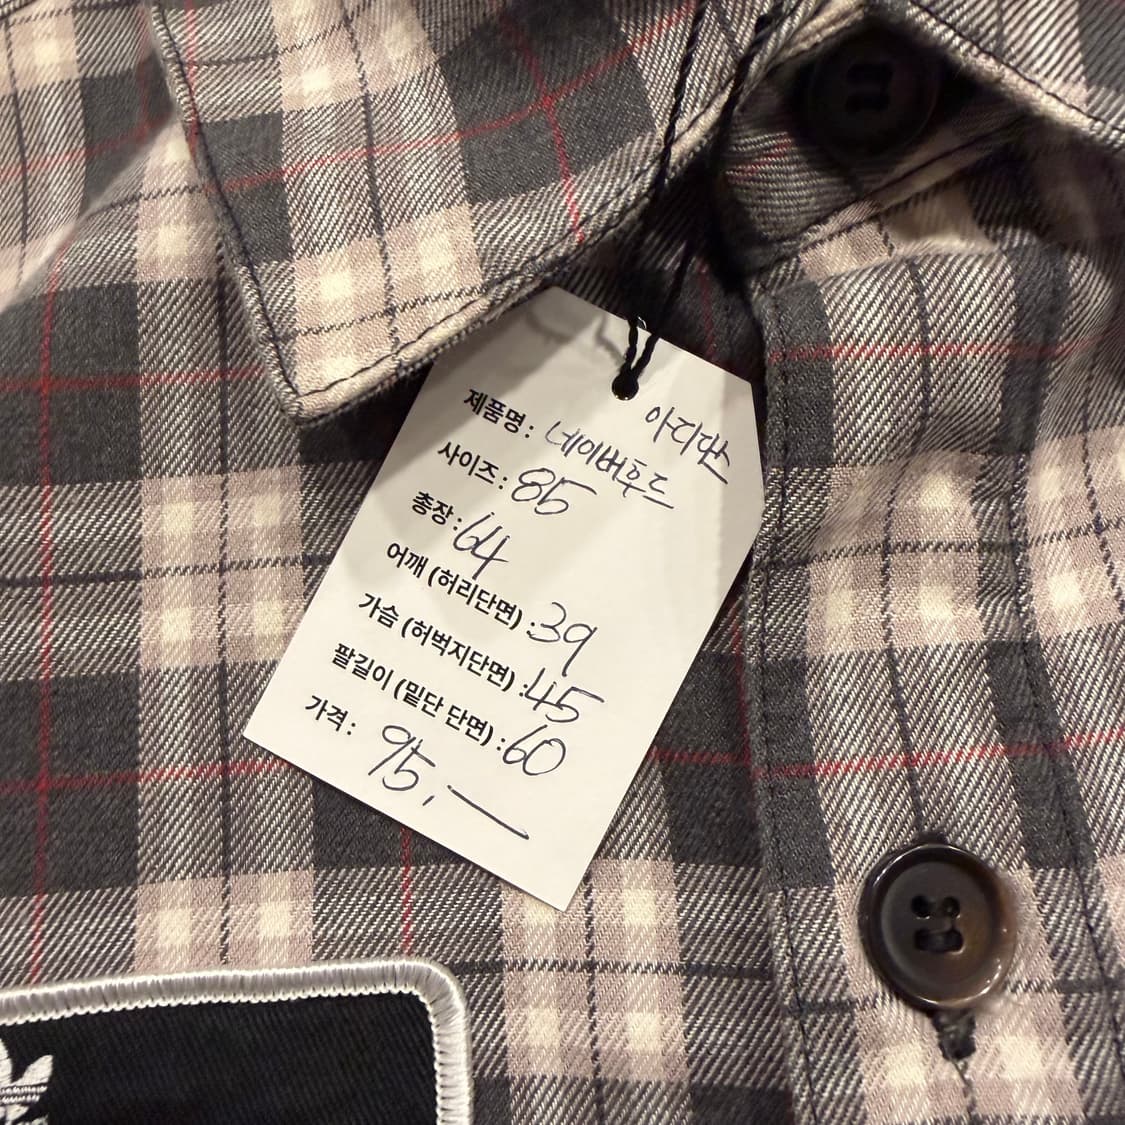 제품명: 네이버후드 아디다스
사이즈: 85
총장: 64
어깨 (허리단면) : 39
가슴 (허벅지단면) : 45
팔길이 (밑단 단면) : 60
가격: 95,—